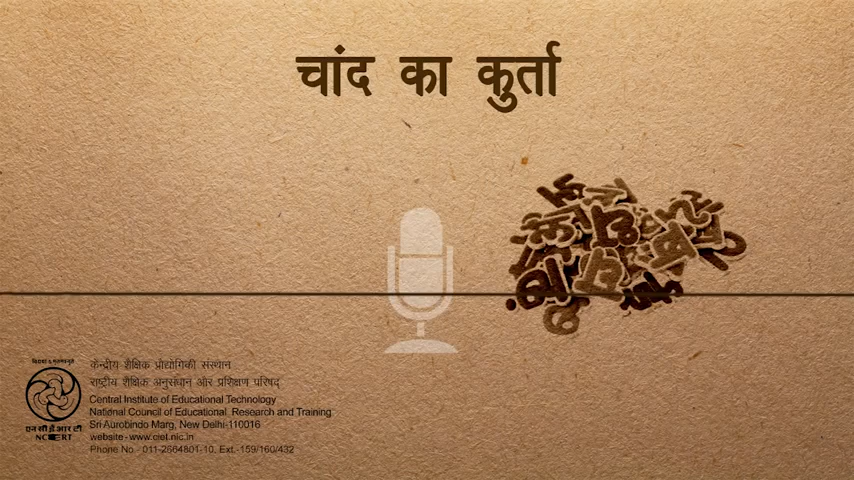 चांद का कुर्ता
केन्द्रीय शैक्षिक प्रौद्योगिकी संस्थान
राष्ट्रीय शैक्षिक अनुसंधान और प्रशिक्षण परिषद्
Central Institute of Educational Technology
National Council of Educational Research and Training
Sri Aurobindo Marg, New Delhi-110016
website-www.ciet.nic.in
Phone No - 011-2664801-10, Ext.-159/160/432
एन सी ई आर टी
NCERT